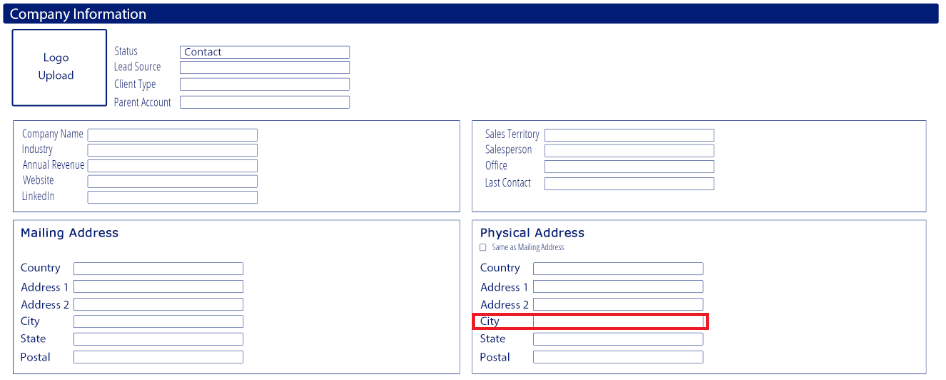 Company Information
Logo
Upload
Status Contact
Lead Source
Client Type
Parent Account
Company Name
Industry
Annual Revenue
Website
LinkedIn
Sales Territory
Salesperson
Office
Last Contact
Mailing Address
Country
Address 1
Address 2
City
State
Postal
Physical Address
Same as Mailing Address
Country
Address 1
Address 2
City
State
Postal